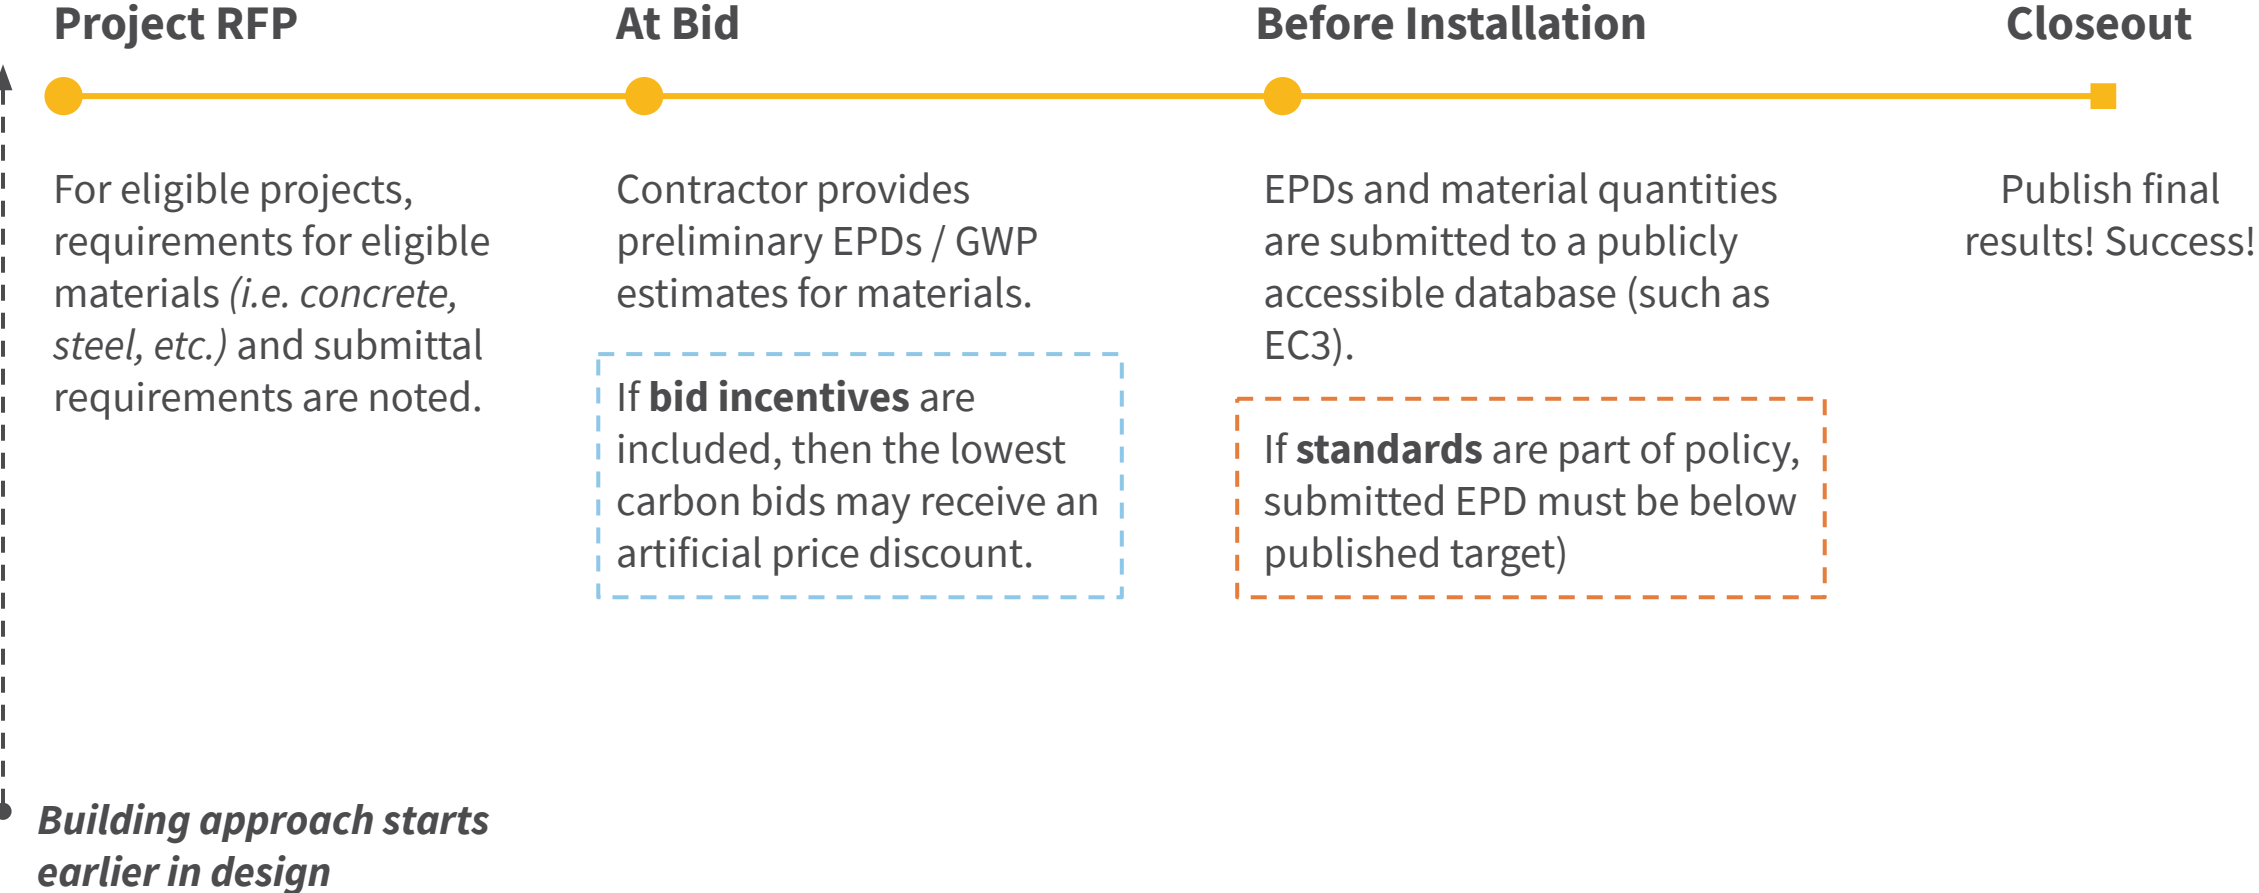 Project RFP
For eligible projects,
requirements for eligible
materials (i.e. concrete,
steel, etc.) and submittal
requirements are noted.
At Bid
Contractor provides
preliminary EPDs / GWP
estimates for materials.
If bid incentives are
included, then the lowest
carbon bids may receive an
artificial price discount.
Before Installation
EPDs and material quantities
are submitted to a publicly
accessible database (such as
EC3).
If standards are part of policy,
submitted EPD must be below
published target)
Closeout
Publish final
results! Success!
Building approach starts
earlier in design